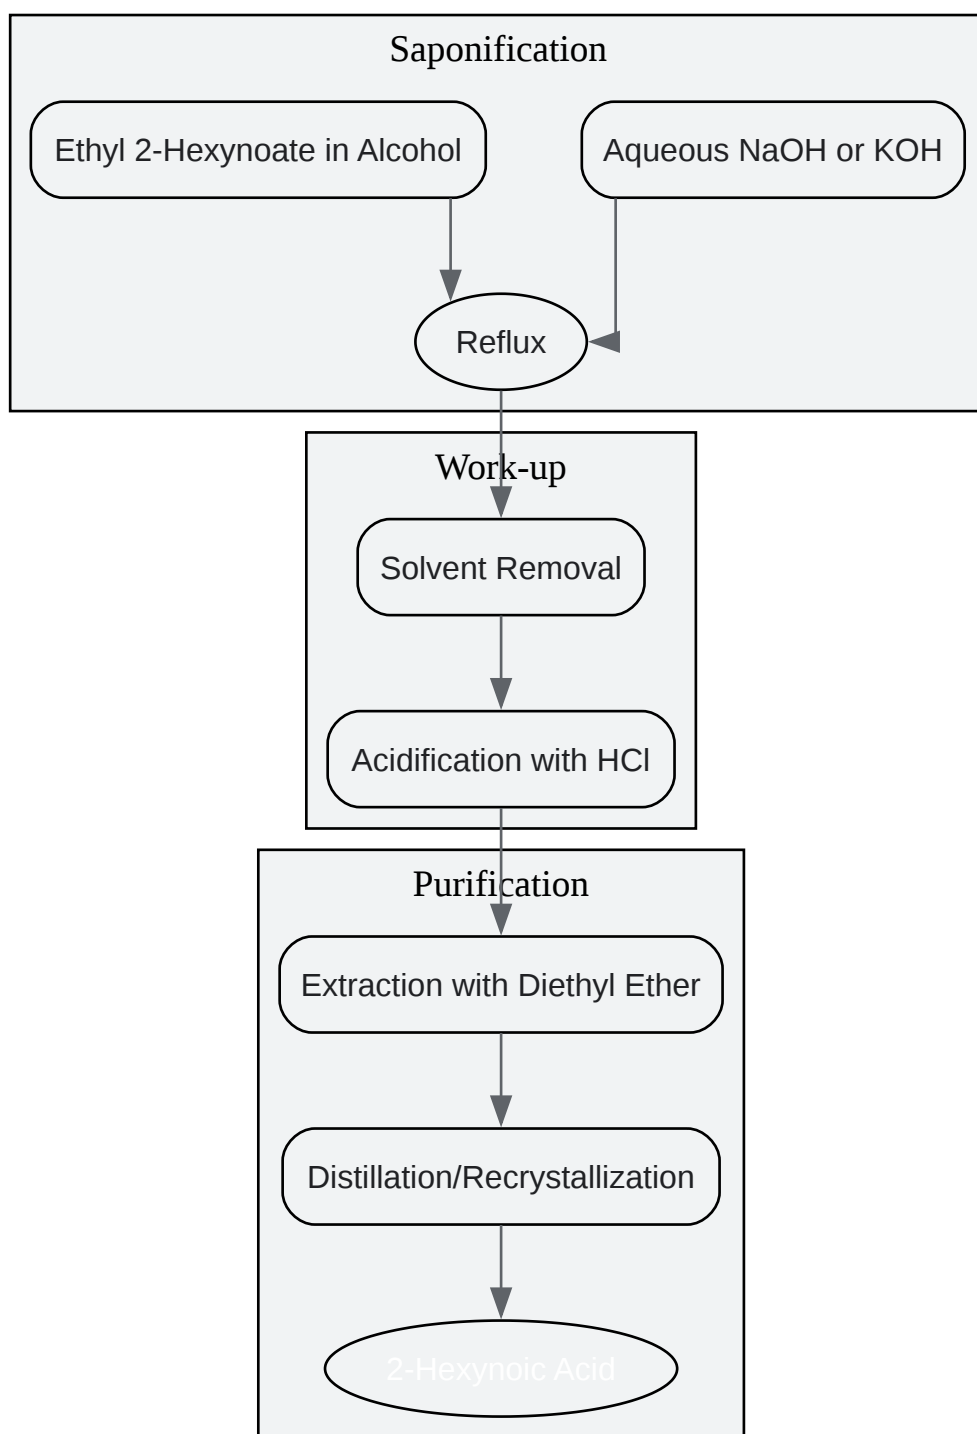 Saponification
Ethyl 2-Hexynoate in Alcohol
Aqueous NaOH or KOH
Reflux
Work-up
Solvent Removal
Acidification with HCl
Purification
Extraction with Diethyl Ether
Distillation/Recrystallization
2-Hexynoic Acid